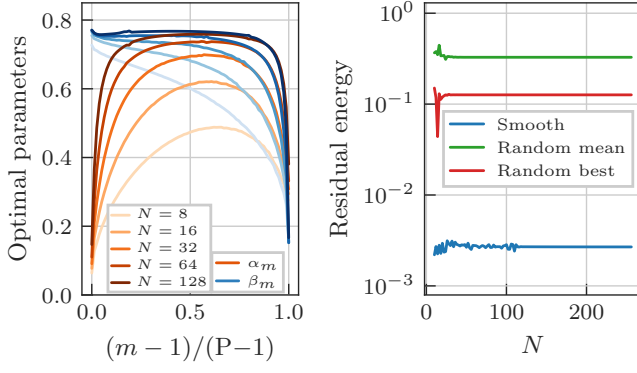 Optimal parameters
0.8
0.6
0.4
0.2
0.0
N = 8
N = 16
N = 32
N = 64
N = 128
α_m
β_m
0.0 0.5 1.0
(m − 1)/(P−1)
Residual energy
10⁰
10⁻¹
10⁻²
10⁻³
Smooth
Random mean
Random best
0 100 200
N